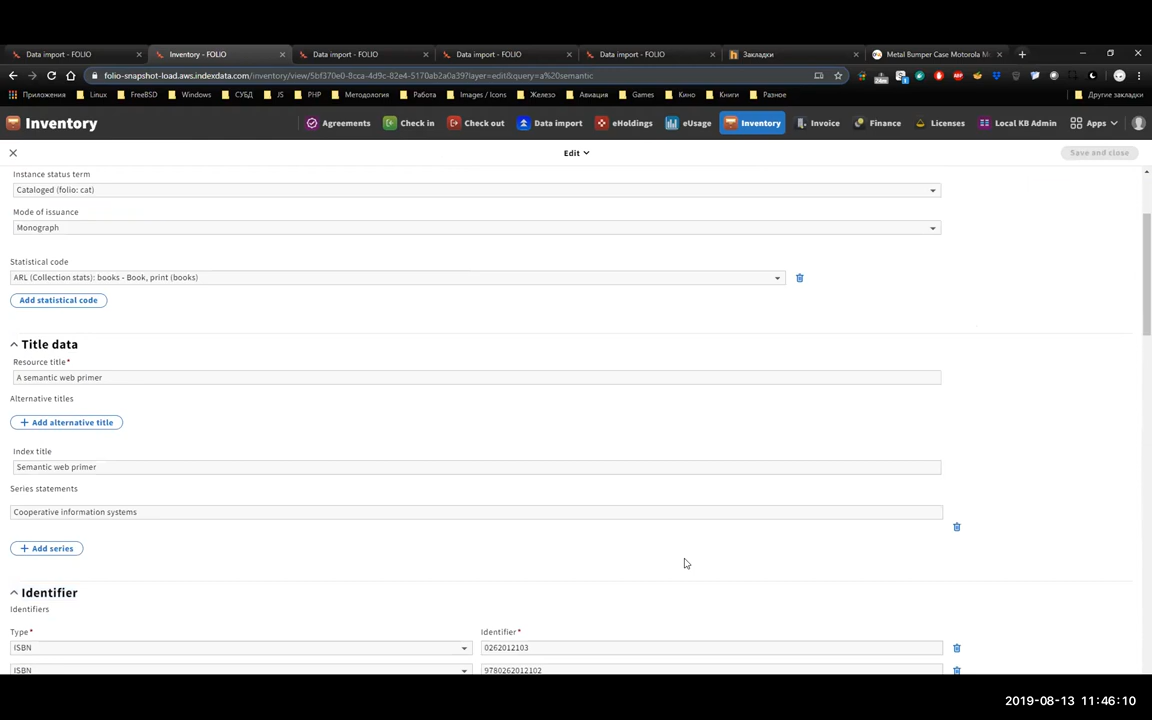 Data import - FOLIO
Inventory - FOLIO
Data import - FOLIO
Data import - FOLIO
Data import - FOLIO
Закладки
Metal Bumper Case Motorola M
folio-snapshot-load.aws.indexdata.com/inventory/view/5bf370e0-8cca-4d9c-82e4-5170ab2a0a39?layer=edit&query=a%20semantic
Приложения Linux FreeBSD Windows СУБД JS PHP Методология Работа Images / Icons Железо Авиация Games Кино Книги Разное Другие закладки
Inventory Agreements Check in Check out Data import eHoldings eUsage Inventory Invoice Finance Licenses Local KB Admin Apps
Edit Save and close
Instance status term
Cataloged (folio: cat)
Mode of issuance
Monograph
Statistical code
ARL (Collection stats): books - Book, print (books)
Add statistical code
Title data
Resource title*
A semantic web primer
Alternative titles
+ Add alternative title
Index title
Semantic web primer
Series statements
Cooperative information systems
+ Add series
Identifier
Identifiers
Type* Identifier*
ISBN 0262012103
ISBN 9780262012102
2019-08-13 11:46:10